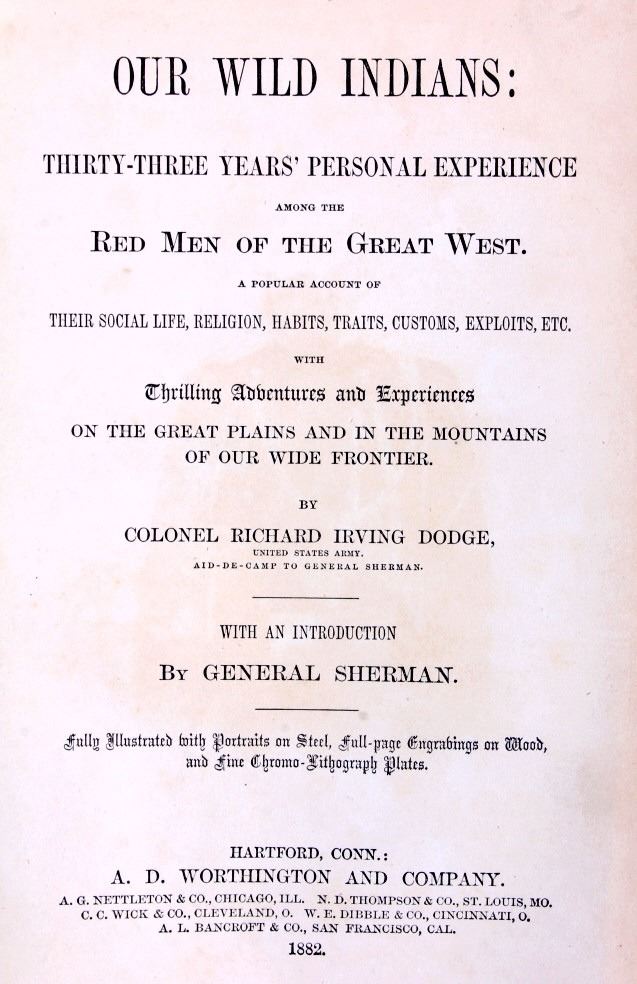 OUR WILD INDIANS:
THIRTY-THREE YEARS' PERSONAL EXPERIENCE
AMONG THE
RED MEN OF THE GREAT WEST.
A POPULAR ACCOUNT OF
THEIR SOCIAL LIFE, RELIGION, HABITS, TRAITS, CUSTOMS, EXPLOITS, ETC.
WITH
Thrilling Adventures and Experiences
ON THE GREAT PLAINS AND IN THE MOUNTAINS
OF OUR WIDE FRONTIER.
BY
COLONEL RICHARD IRVING DODGE,
UNITED STATES ARMY.
AID-DE-CAMP TO GENERAL SHERMAN.
WITH AN INTRODUCTION
BY GENERAL SHERMAN.
Fully Illustrated with Portraits on Steel, Full-page Engravings on Wood,
and Fine Chromo-Lithograph Plates.
HARTFORD, CONN.:
A. D. WORTHINGTON AND COMPANY.
A. G. NETTLETON & CO., CHICAGO, ILL. N. D. THOMPSON & CO., ST. LOUIS, MO.
C. C. WICK & CO., CLEVELAND, O. W. E. DIBBLE & CO., CINCINNATI, O.
A. L. BANCROFT & CO., SAN FRANCISCO, CAL.
1882.